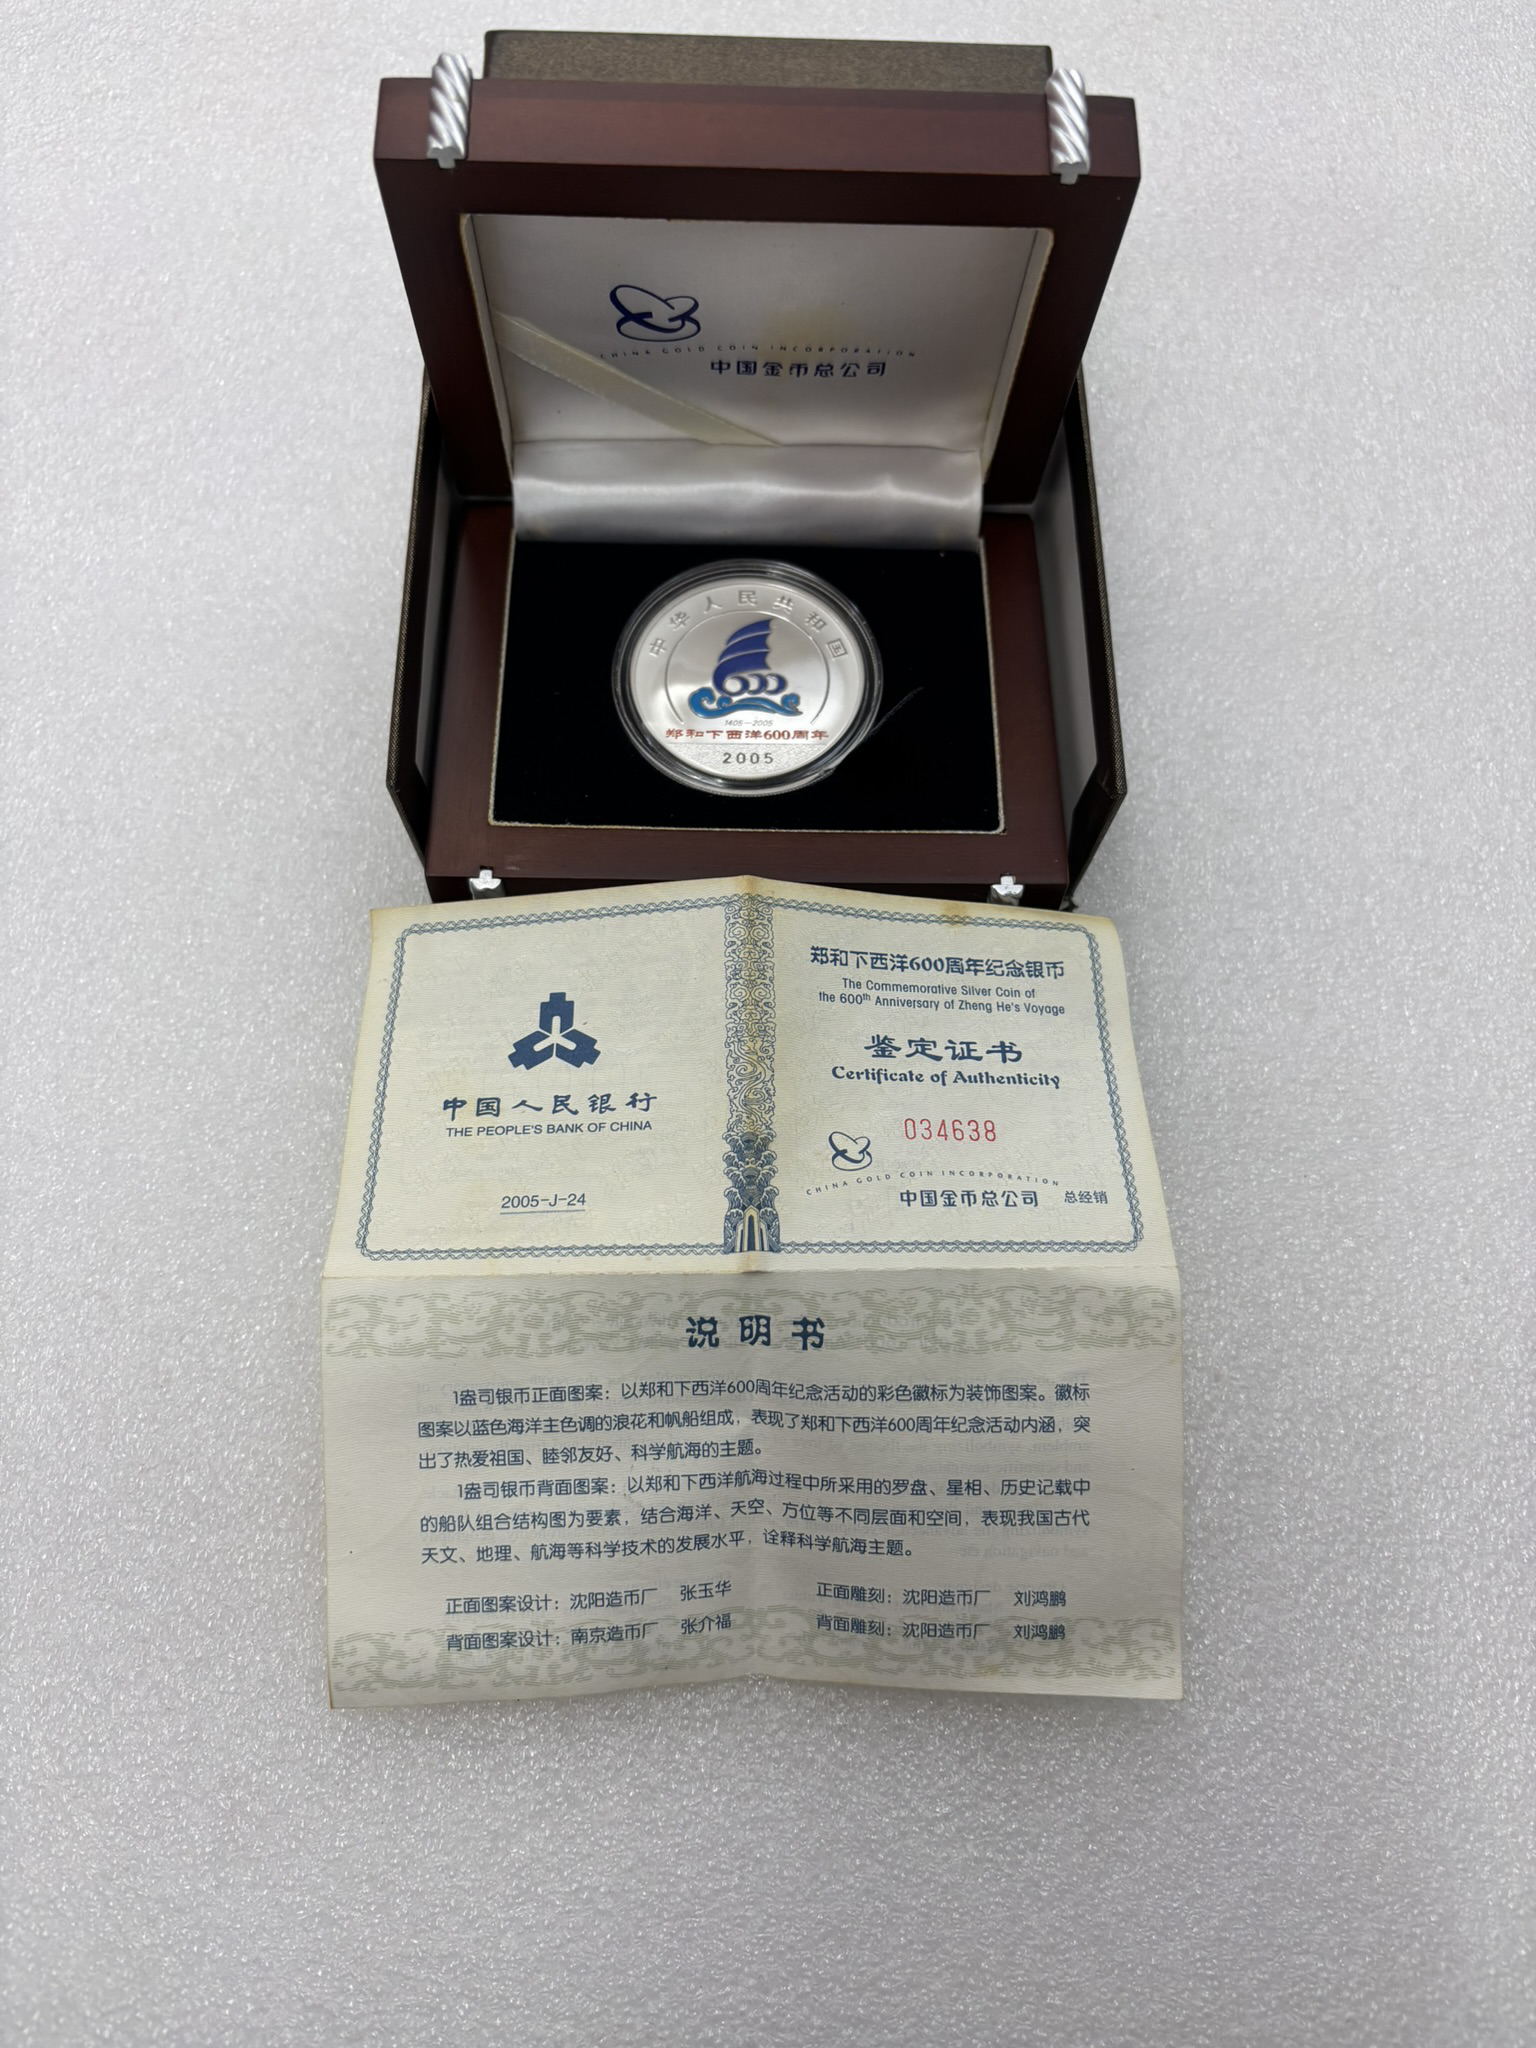 CHINA GOLD COIN INCORPORATION
中国金币总公司
中华人民共和国
1405—2005
郑和下西洋600周年
2005
中国人民银行
THE PEOPLE'S BANK OF CHINA
2005-J-24
郑和下西洋600周年纪念银币
The Commemorative Silver Coin of
the 600th Anniversary of Zheng He's Voyage
鉴定证书
Certificate of Authenticity
034638
CHINA GOLD COIN INCORPORATION
中国金币总公司 总经销
说明书
1盎司银币正面图案：以郑和下西洋600周年纪念活动的彩色徽标为装饰图案。徽标
图案以蓝色海洋主色调的浪花和帆船组成，表现了郑和下西洋600周年纪念活动内涵，突
出了热爱祖国、睦邻友好、科学航海的主题。
1盎司银币背面图案：以郑和下西洋航海过程中所采用的罗盘、星相、历史记载中
的船队组合结构图为要素，结合海洋、天空、方位等不同层面和空间，表现我国古代
天文、地理、航海等科学技术的发展水平，诠释科学航海主题。
正面图案设计：沈阳造币厂 张玉华 正面雕刻：沈阳造币厂 刘鸿鹏
背面图案设计：南京造币厂 张介福 背面雕刻：沈阳造币厂 刘鸿鹏